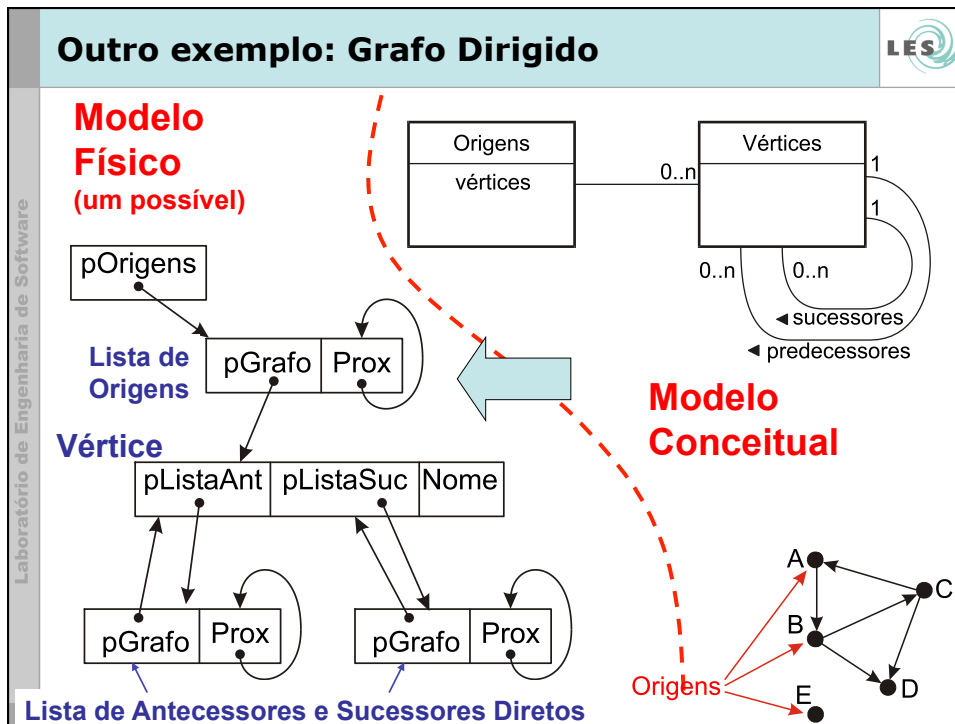 Outro exemplo: Grafo Dirigido
LES
Laboratório de Engenharia de Software
Modelo
Físico
(um possível)
Origens
vértices
0..n
Vértices
1
1
0..n
0..n
◄ sucessores
◄ predecessores
pOrigens
Lista de
Origens
pGrafo
Prox
Modelo
Conceitual
Vértice
pListaAnt
pListaSuc
Nome
pGrafo
Prox
pGrafo
Prox
Lista de Antecessores e Sucessores Diretos
A
C
B
Origens
D
E